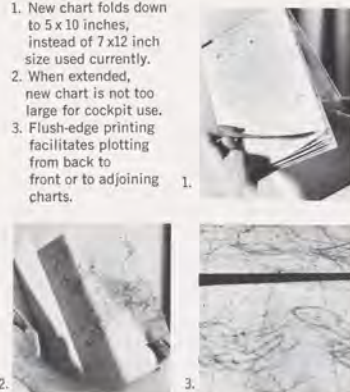 1. New chart folds down
to 5 x 10 inches,
instead of 7 x12 inch
size used currently.
2. When extended,
new chart is not too
large for cockpit use.
3. Flush-edge printing
facilitates plotting
from back to
front or to adjoining
charts.
1.
2.
3.